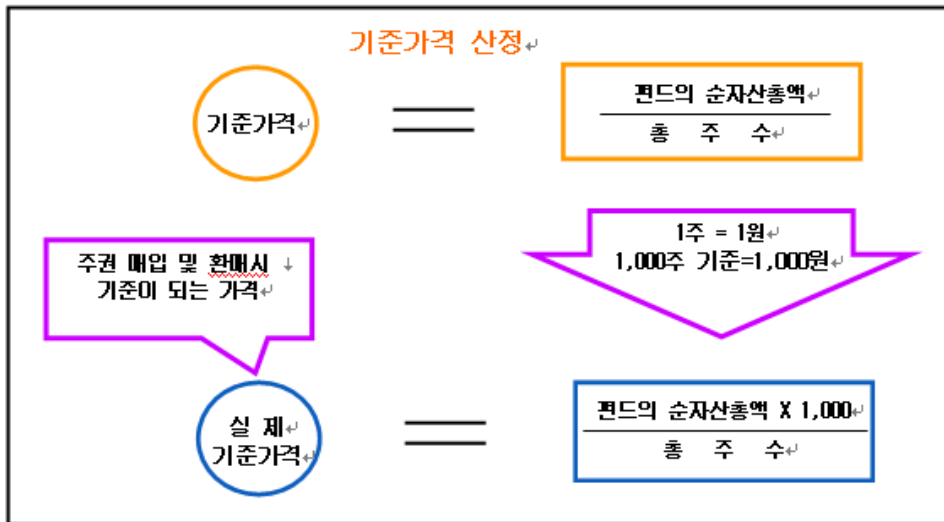 기준가격 산정
기준가격
=
펀드의 순자산총액
총 주 수
주권 매입 및 환매시
기준이 되는 가격
1주 = 1원
1,000주 기준=1,000원
실 제
기준가격
=
펀드의 순자산총액 X 1,000
총 주 수